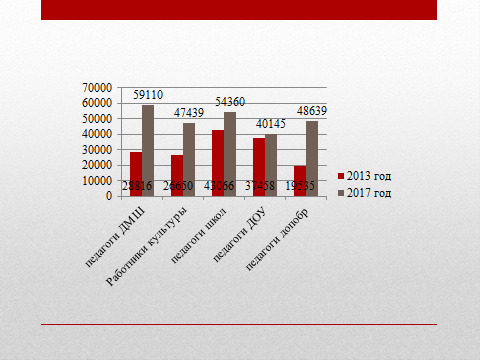 70000
60000
50000
40000
30000
20000
10000
0
59110
47439
54360
40145
48639
28816
26650
43066
37458
19535
педагоги ДМШ
Работники культуры
педагоги школ
педагоги ДОУ
педагоги допобр
2013 год
2017 год